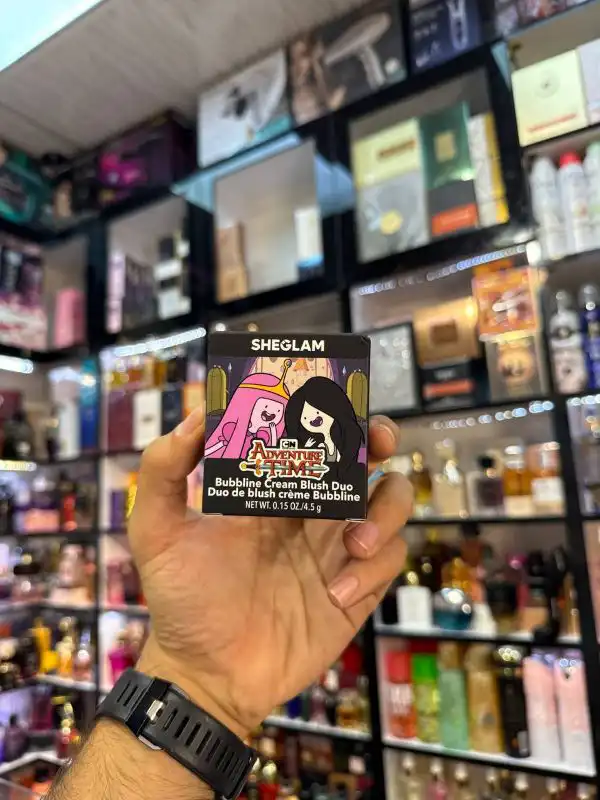 SHEGLAM
CN
ADVENTURE
TIME
Bubbline Cream Blush Duo
Duo de blush crème Bubbline
NET WT. 0.15 OZ./4.5 g